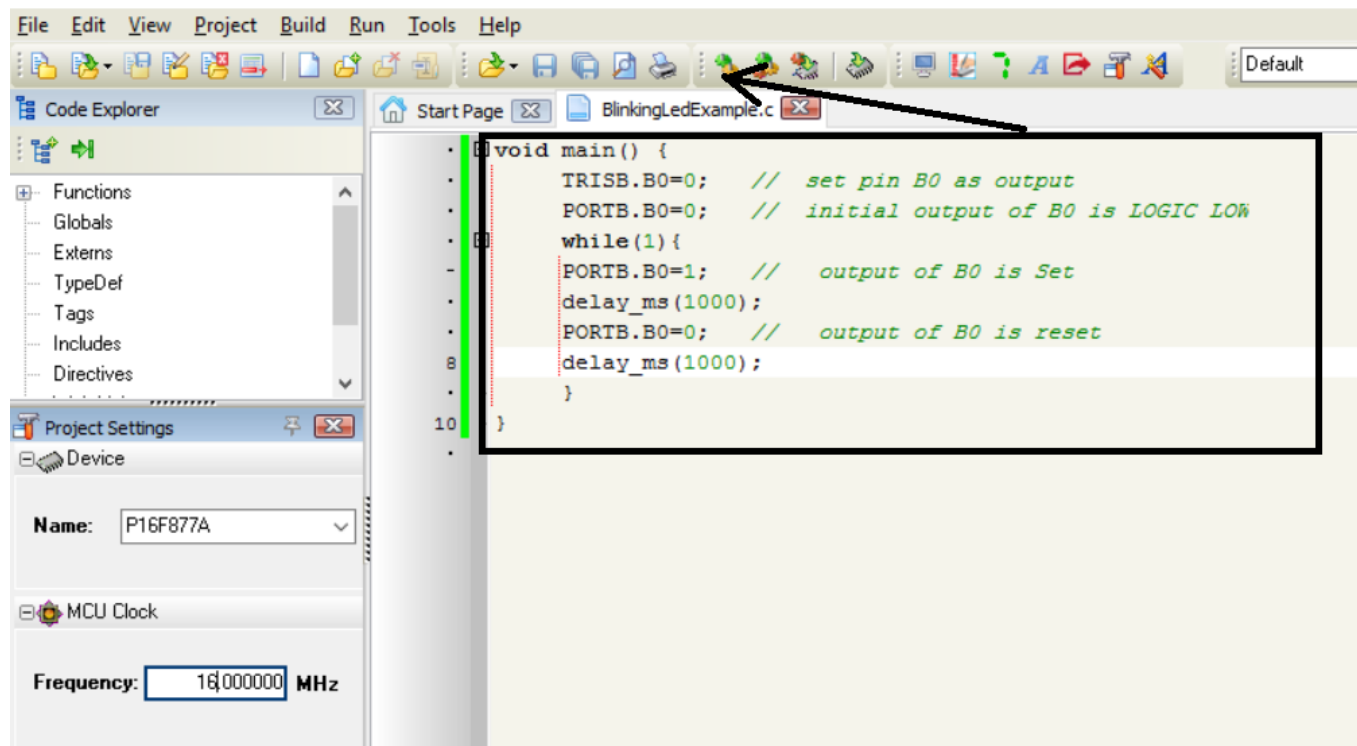 File Edit View Project Build Run Tools Help
Default
Code Explorer
Start Page
BlinkingLedExample.c
Functions
Globals
Externs
TypeDef
Tags
Includes
Directives
void main() {
TRISB.B0=0; // set pin B0 as output
PORTB.B0=0; // initial output of B0 is LOGIC LOW
while(1){
PORTB.B0=1; // output of B0 is Set
delay_ms(1000);
PORTB.B0=0; // output of B0 is reset
8 delay_ms(1000);
}
10 }
Project Settings
Device
Name: P16F877A
MCU Clock
Frequency: 16.000000 MHz